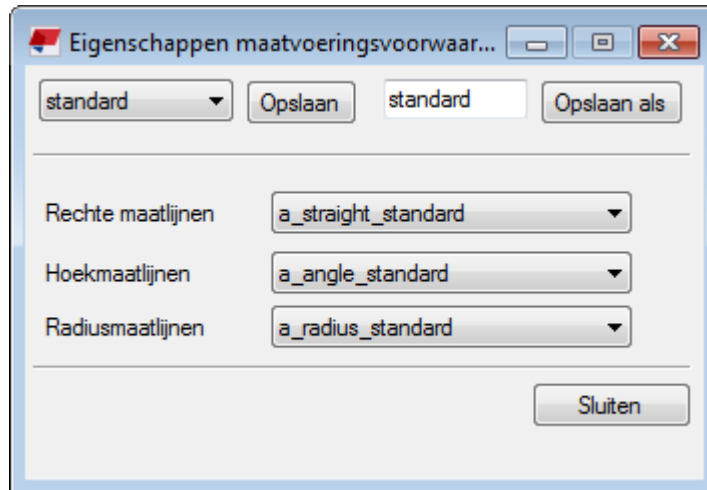 Eigenschappen maatvoeringsvoorwaar...
standard Opslaan standard Opslaan als
Rechte maatlijnen a_straight_standard
Hoekmaatlijnen a_angle_standard
Radiusmaatlijnen a_radius_standard
Sluiten